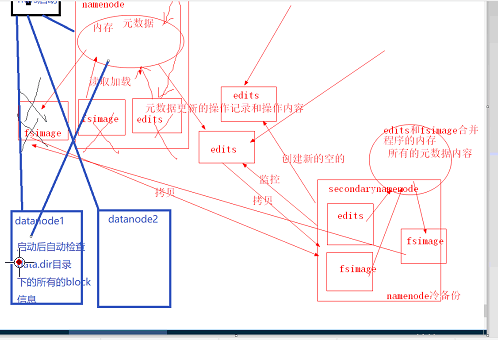 namenode
内存 元数据
读取加载
fsimage
fsimage
edits
元数据更新的操作记录和操作内容
edits
edits
创建新的空的
监控
拷贝
拷贝
edits和fsimage合并
程序的内存
所有的元数据内容
secondarynamenode
edits
fsimage
fsimage
namenode冷备份
datanode1
启动后自动检查
data.dir目录
下的所有的block
信息
datanode2